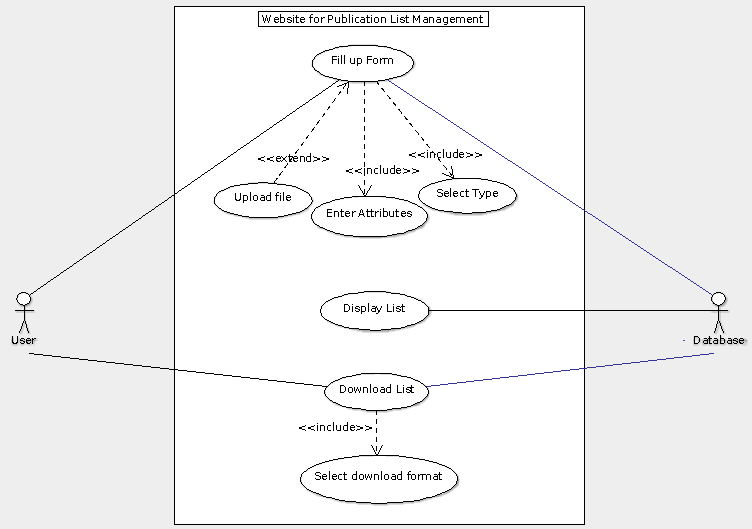 Website for Publication List Management
Fill up Form
<<extend>>
<<include>>
<<include>>
Upload file
Enter Attributes
Select Type
Display List
User
Database
Download List
<<include>>
Select download format